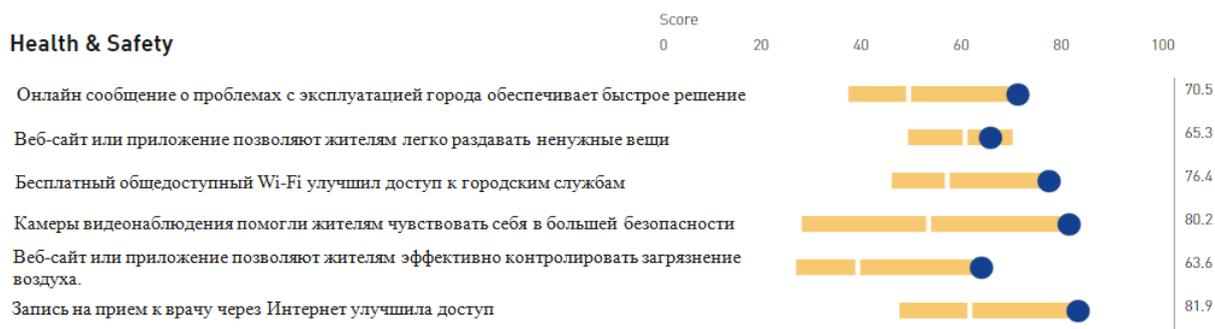 Score
Health & Safety
0 20 40 60 80 100
Онлайн сообщение о проблемах с эксплуатацией города обеспечивает быстрое решение 70.5
Веб-сайт или приложение позволяют жителям легко раздавать ненужные вещи 65.3
Бесплатный общедоступный Wi-Fi улучшил доступ к городским службам 76.4
Камеры видеонаблюдения помогли жителям чувствовать себя в большей безопасности 80.2
Веб-сайт или приложение позволяют жителям эффективно контролировать загрязнение
воздуха. 63.6
Запись на прием к врачу через Интернет улучшила доступ 81.9